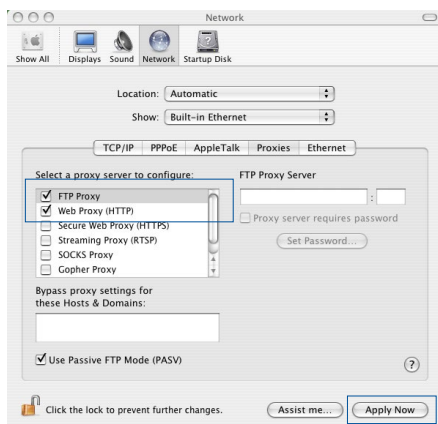 Network
Show All Displays Sound Network Startup Disk
Location: Automatic
Show: Built-in Ethernet
TCP/IP PPPoE AppleTalk Proxies Ethernet
Select a proxy server to configure: FTP Proxy Server
FTP Proxy
:
Web Proxy (HTTP)
Proxy server requires password
Secure Web Proxy (HTTPS)
Streaming Proxy (RTSP)
Set Password...
SOCKS Proxy
Gopher Proxy
Bypass proxy settings for
these Hosts & Domains:
Use Passive FTP Mode (PASV)
?
Click the lock to prevent further changes. Assist me... Apply Now